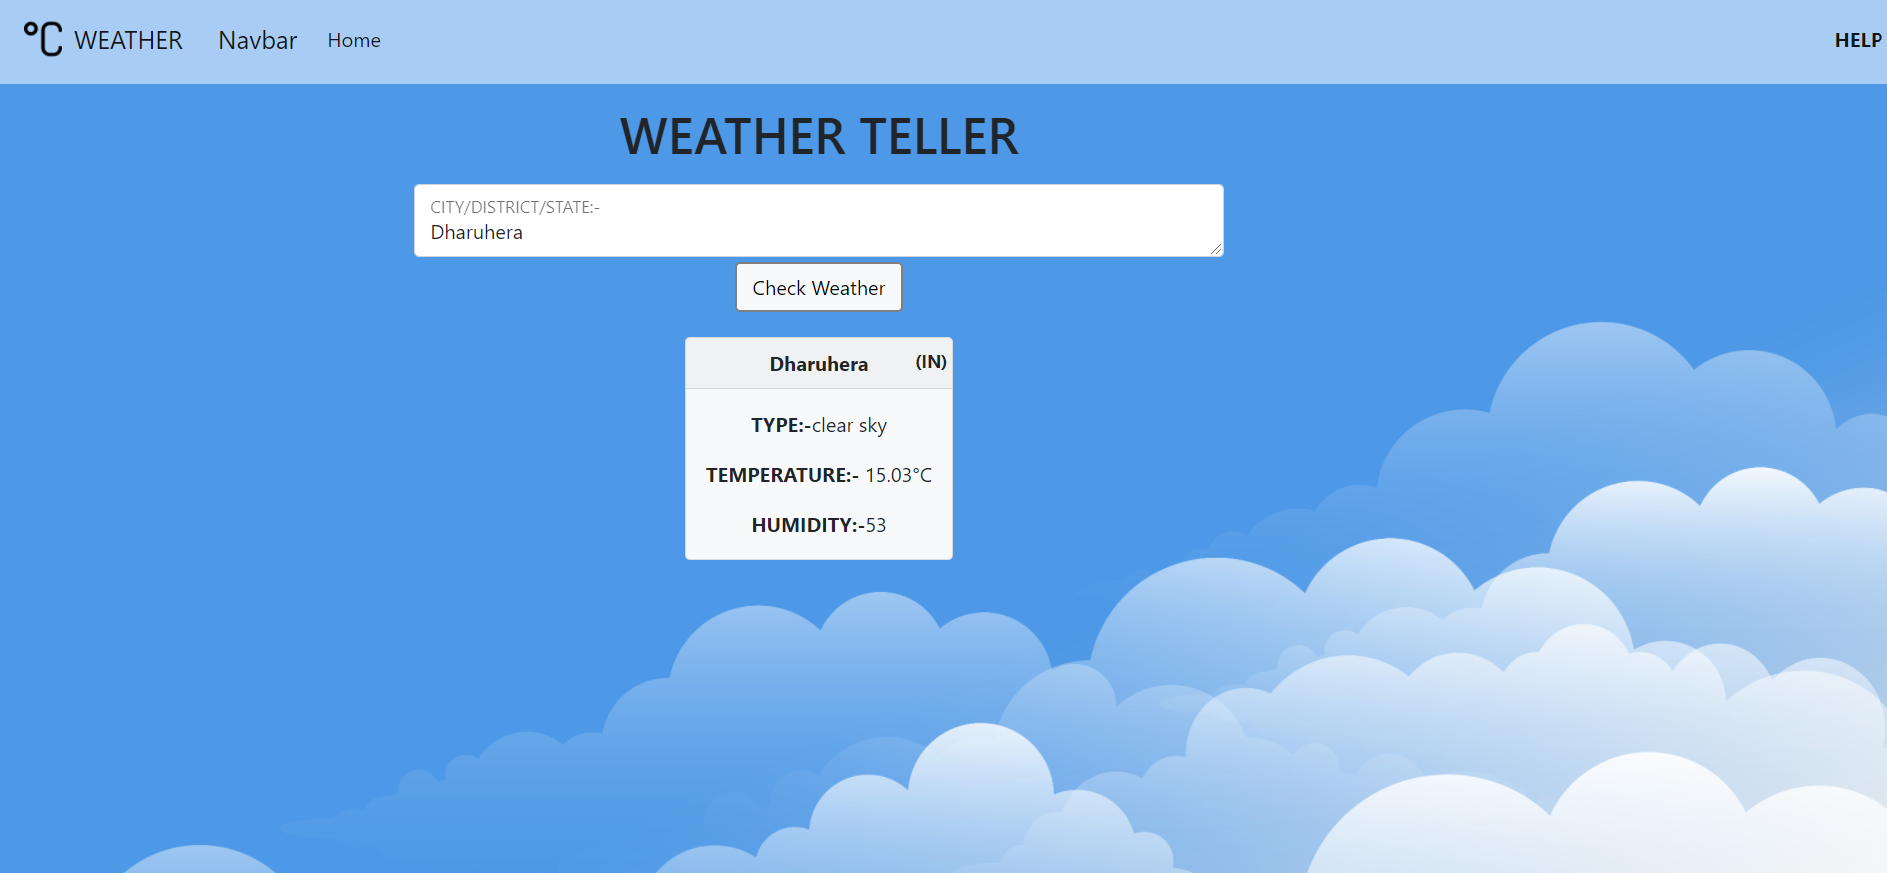 °C WEATHER Navbar Home HELP
WEATHER TELLER
CITY/DISTRICT/STATE:-
Dharuhera
Check Weather
Dharuhera (IN)
TYPE:-clear sky
TEMPERATURE:- 15.03°C
HUMIDITY:-53